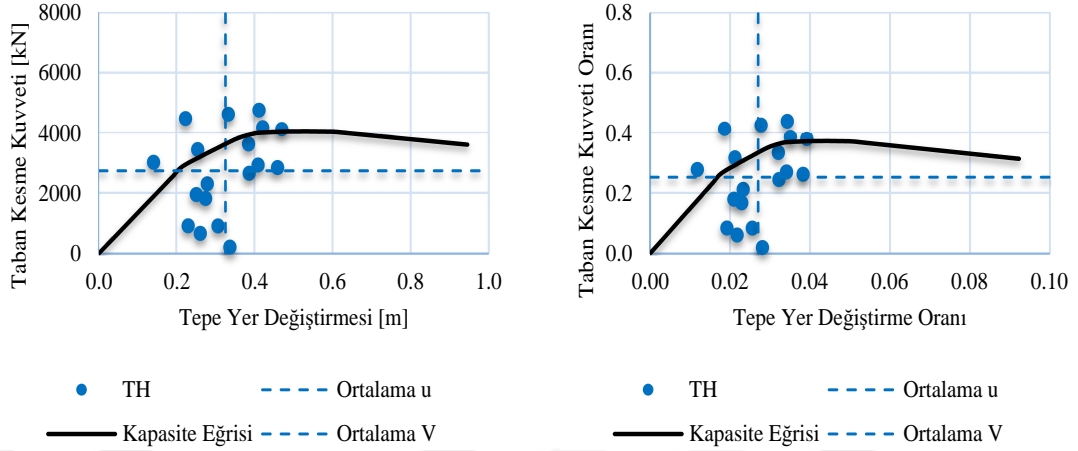 Taban Kesme Kuvveti [kN]
8000
6000
4000
2000
0
0.0 0.2 0.4 0.6 0.8 1.0
Tepe Yer Değiştirmesi [m]
TH
Ortalama u
Kapasite Eğrisi
Ortalama V
Taban Kesme Kuvveti Oranı
0.8
0.6
0.4
0.2
0.0
0.00 0.02 0.04 0.06 0.08 0.10
Tepe Yer Değiştirme Oranı
TH
Ortalama u
Kapasite Eğrisi
Ortalama V